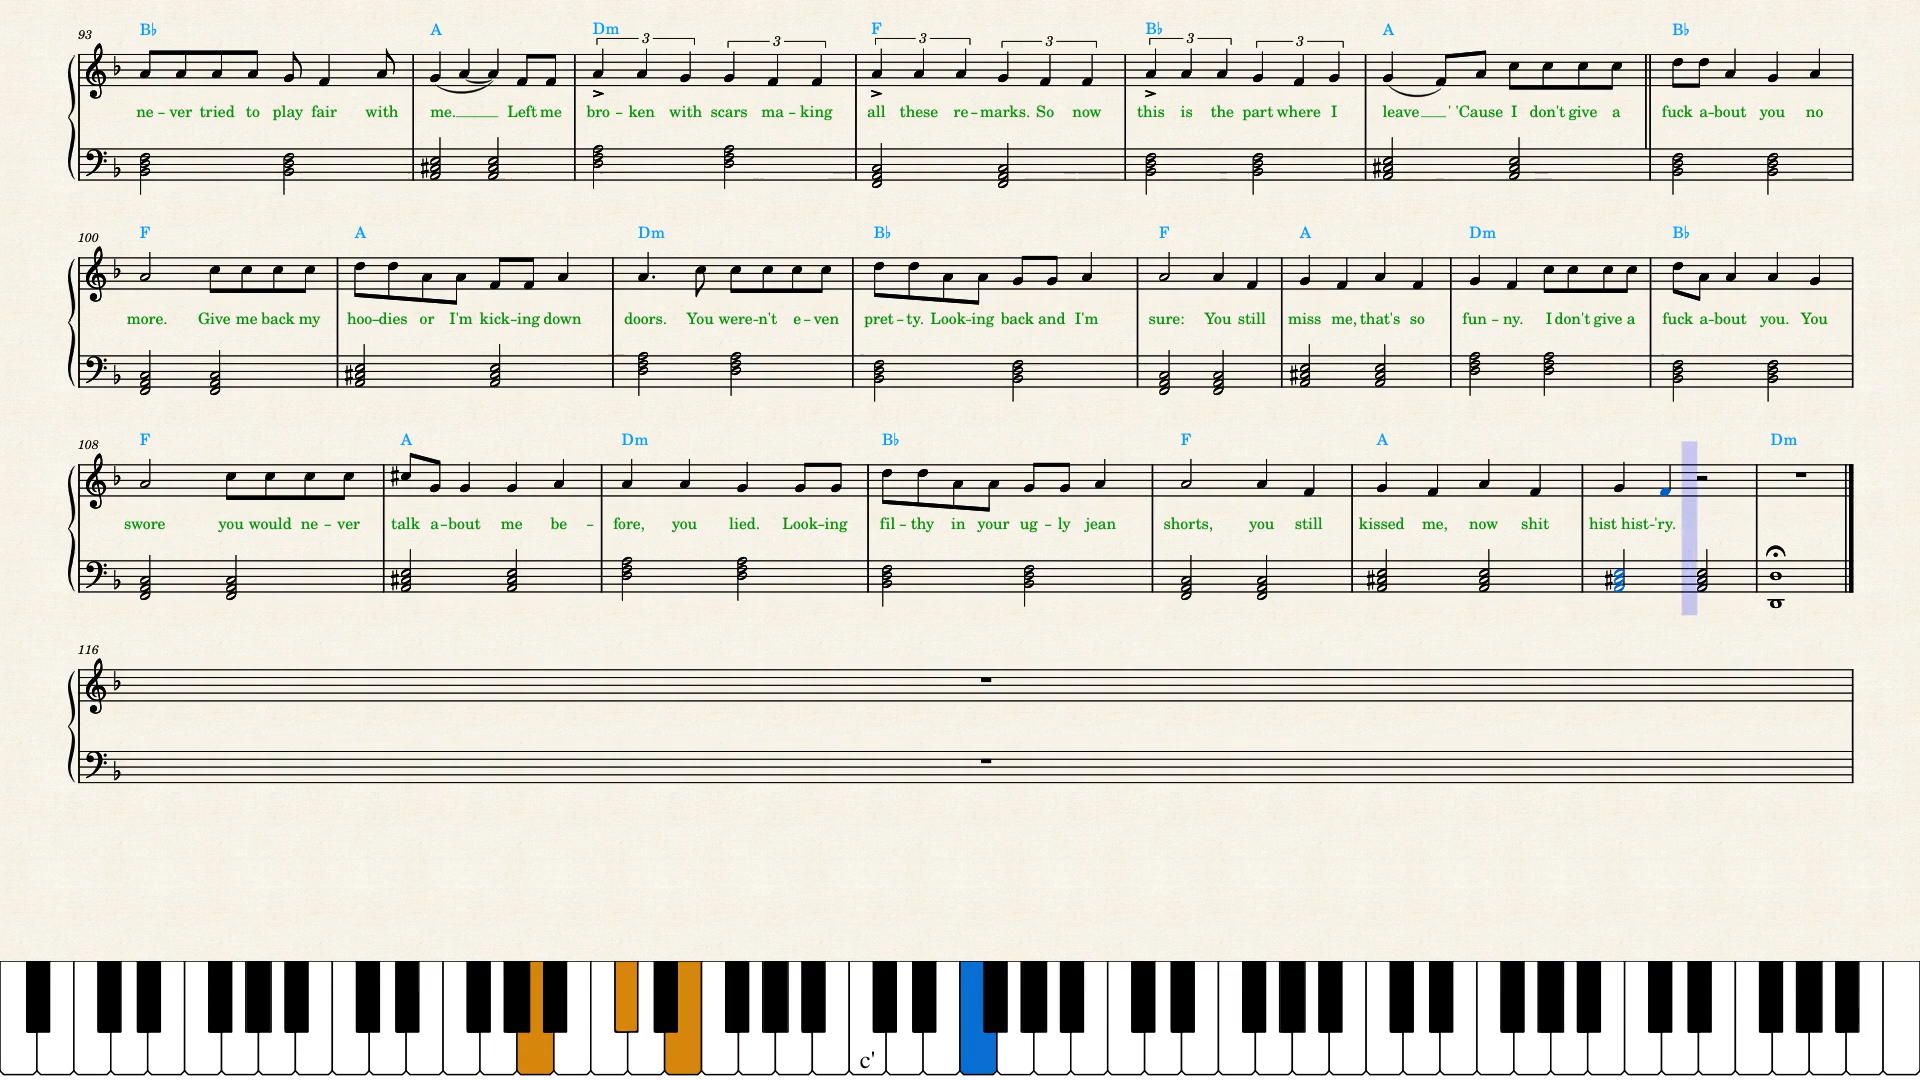 93 B♭ A Dm 3 3 F 3 3 B♭ 3 3 A B♭
ne – ver tried to play fair with me.____ Left me bro – ken with scars ma – king all these re – marks. So now this is the part where I leave___' 'Cause I don't give a fuck a-bout you no
100 F A Dm B♭ F A Dm B♭
more. Give me back my hoo–dies or I'm kick–ing down doors. You were–n't e – ven pret – ty. Look–ing back and I'm sure: You still miss me, that's so fun – ny. I don't give a fuck a-bout you. You
108 F A Dm B♭ F A Dm
swore you would ne – ver talk a-bout me be – fore, you lied. Look–ing fil – thy in your ug – ly jean shorts, you still kissed me, now shit hist hist-'ry.
116
c'